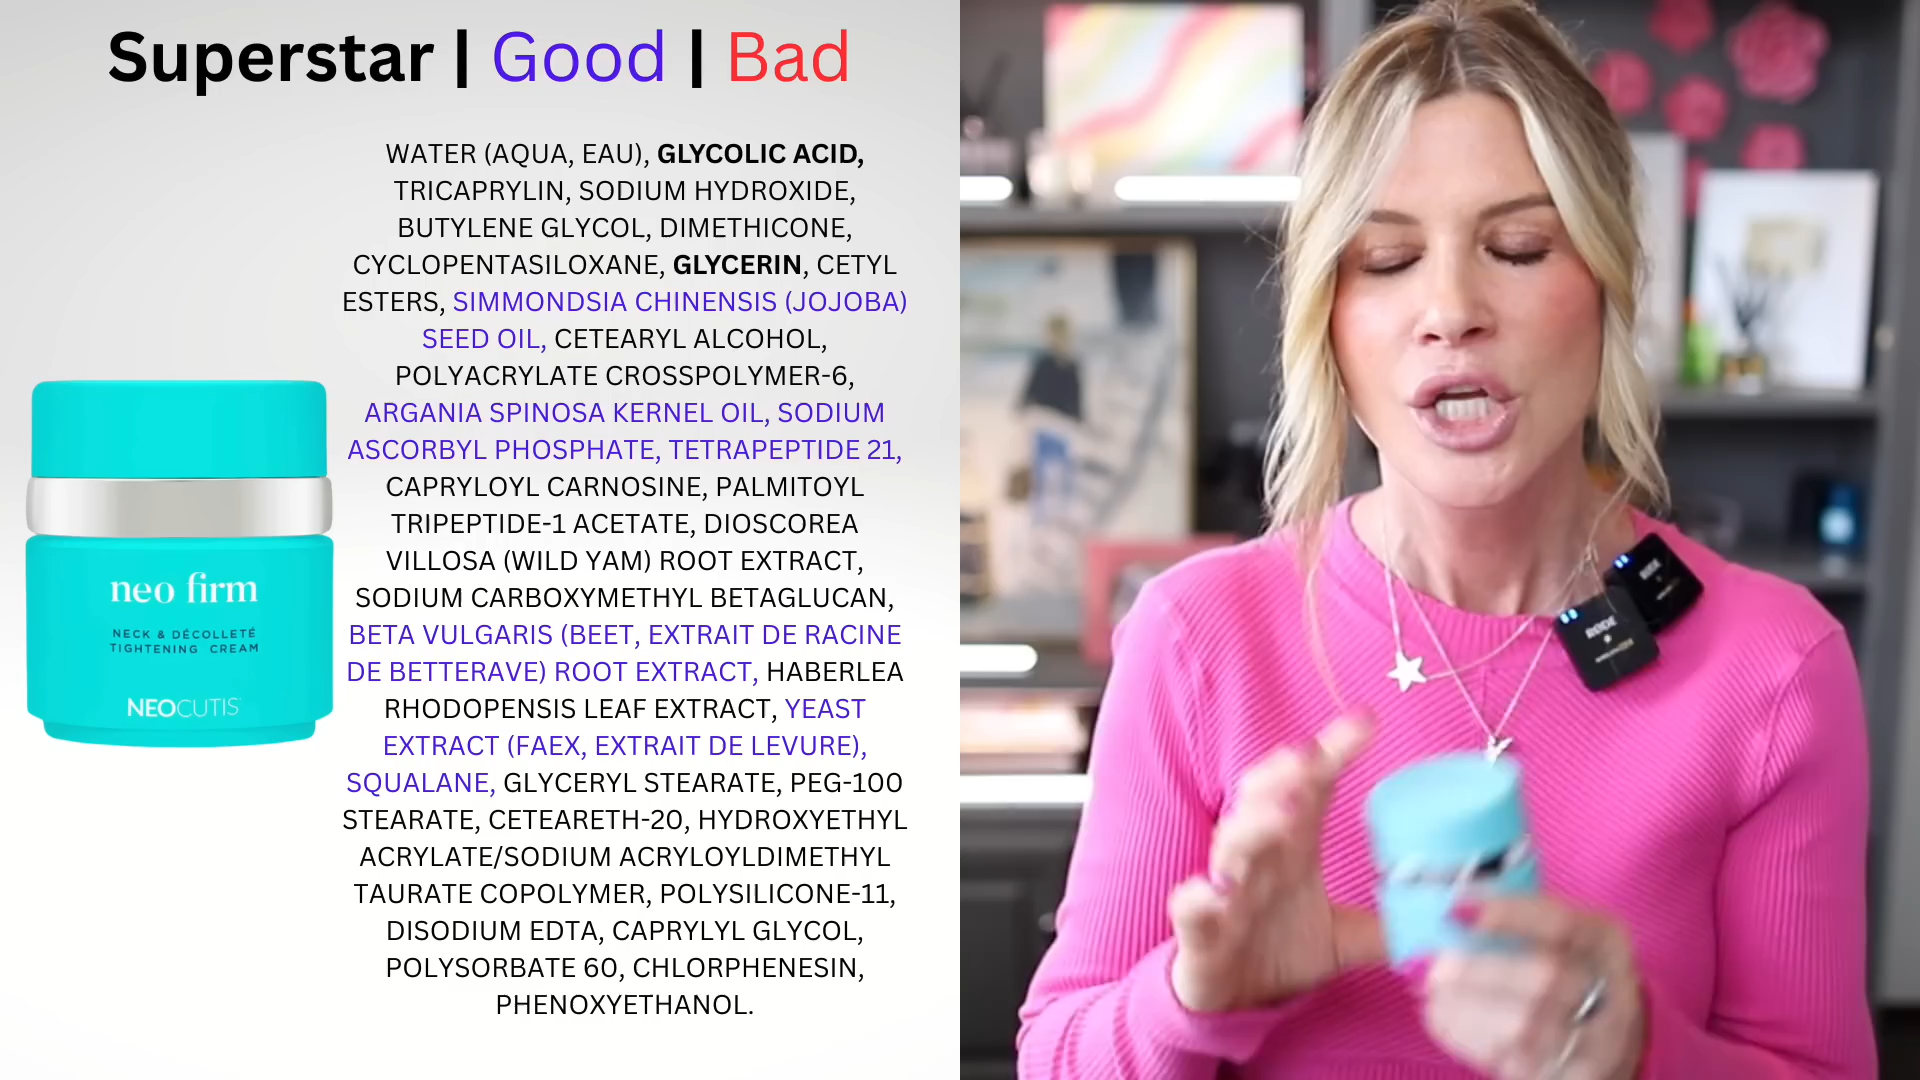 Superstar | Good | Bad
WATER (AQUA, EAU), GLYCOLIC ACID,
TRICAPRYLIN, SODIUM HYDROXIDE,
BUTYLENE GLYCOL, DIMETHICONE,
CYCLOPENTASILOXANE, GLYCERIN, CETYL
ESTERS, SIMMONDSIA CHINENSIS (JOJOBA)
SEED OIL, CETEARYL ALCOHOL,
POLYACRYLATE CROSSPOLYMER-6,
ARGANIA SPINOSA KERNEL OIL, SODIUM
ASCORBYL PHOSPHATE, TETRAPEPTIDE 21,
CAPRYLOYL CARNOSINE, PALMITOYL
TRIPEPTIDE-1 ACETATE, DIOSCOREA
VILLOSA (WILD YAM) ROOT EXTRACT,
SODIUM CARBOXYMETHYL BETAGLUCAN,
BETA VULGARIS (BEET, EXTRAIT DE RACINE
DE BETTERAVE) ROOT EXTRACT, HABERLEA
RHODOPENSIS LEAF EXTRACT, YEAST
EXTRACT (FAEX, EXTRAIT DE LEVURE),
SQUALANE, GLYCERYL STEARATE, PEG-100
STEARATE, CETEARETH-20, HYDROXYETHYL
ACRYLATE/SODIUM ACRYLOYLDIMETHYL
TAURATE COPOLYMER, POLYSILICONE-11,
DISODIUM EDTA, CAPRYLYL GLYCOL,
POLYSORBATE 60, CHLORPHENESIN,
PHENOXYETHANOL.
neo firm
NECK & DÉCOLLETÉ
TIGHTENING CREAM
NEOCUTIS
RODE